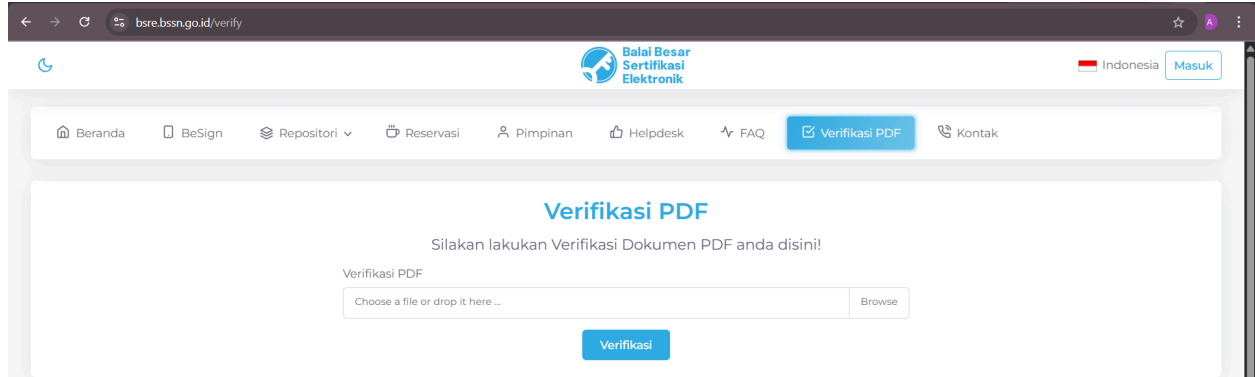 bsre.bssn.go.id/verify
A
Balai Besar
Sertifikasi
Elektronik
Indonesia
Masuk
Beranda
BeSign
Repositori
Reservasi
Pimpinan
Helpdesk
FAQ
Verifikasi PDF
Kontak
Verifikasi PDF
Silakan lakukan Verifikasi Dokumen PDF anda disini!
Verifikasi PDF
Choose a file or drop it here ...
Browse
Verifikasi